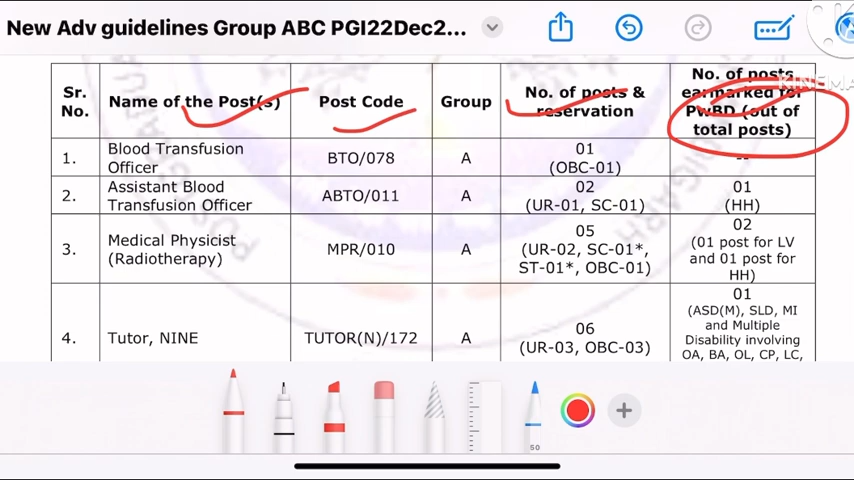 New Adv guidelines Group ABC PGI22Dec2...
Sr. No.
Name of the Post(s)
Post Code
Group
No. of posts & reservation
No. of posts earmarked for PwBD (out of total posts)
1.
Blood Transfusion Officer
BTO/078
A
01
(OBC-01)
--
2.
Assistant Blood Transfusion Officer
ABTO/011
A
02
(UR-01, SC-01)
01
(HH)
3.
Medical Physicist (Radiotherapy)
MPR/010
A
05
(UR-02, SC-01*,
ST-01*, OBC-01)
02
(01 post for LV
and 01 post for
HH)
4.
Tutor, NINE
TUTOR(N)/172
A
06
(UR-03, OBC-03)
01
(ASD(M), SLD, MI
and Multiple
Disability involving
OA, BA, OL, CP, LC,
50